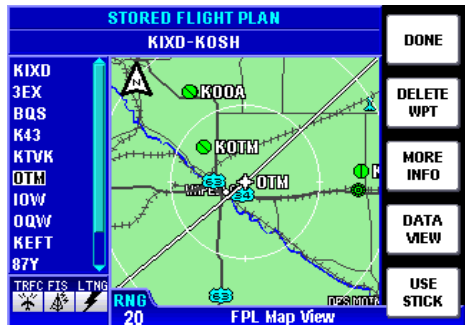 STORED FLIGHT PLAN
KIXD-KOSH
KIXD
3EX
BQS
K43
KTVK
OTM
IOW
OQW
KEFT
87Y
TRFC FIS LTNG
N
KOOA
KOTM
OTM
63
34
63
RNG
20
FPL Map View
DONE
DELETE
WPT
MORE
INFO
DATA
VIEW
USE
STICK